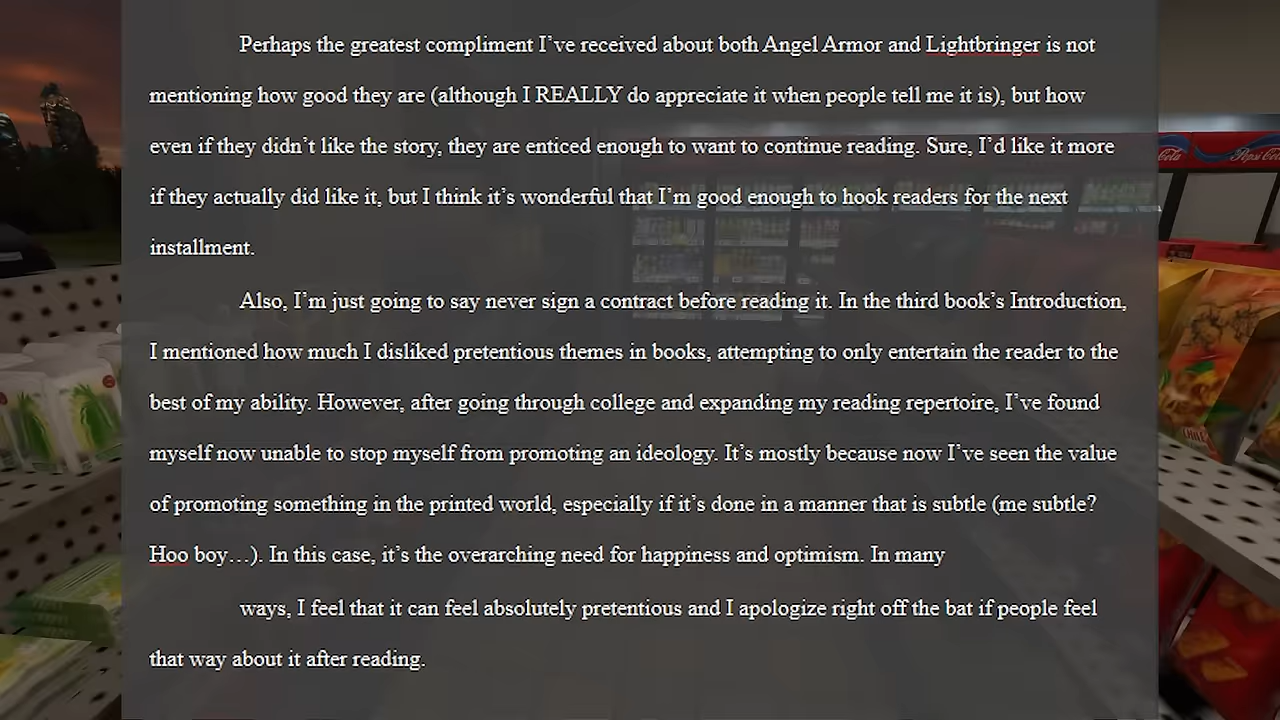 Perhaps the greatest compliment I've received about both Angel Armor and Lightbringer is not
mentioning how good they are (although I REALLY do appreciate it when people tell me it is), but how
even if they didn't like the story, they are enticed enough to want to continue reading. Sure, I'd like it more
if they actually did like it, but I think it's wonderful that I'm good enough to hook readers for the next
installment.
Also, I'm just going to say never sign a contract before reading it. In the third book's Introduction,
I mentioned how much I disliked pretentious themes in books, attempting to only entertain the reader to the
best of my ability. However, after going through college and expanding my reading repertoire, I've found
myself now unable to stop myself from promoting an ideology. It's mostly because now I've seen the value
of promoting something in the printed world, especially if it's done in a manner that is subtle (me subtle?
Hoo boy…). In this case, it's the overarching need for happiness and optimism. In many
ways, I feel that it can feel absolutely pretentious and I apologize right off the bat if people feel
that way about it after reading.
Cola
Pepsi Co